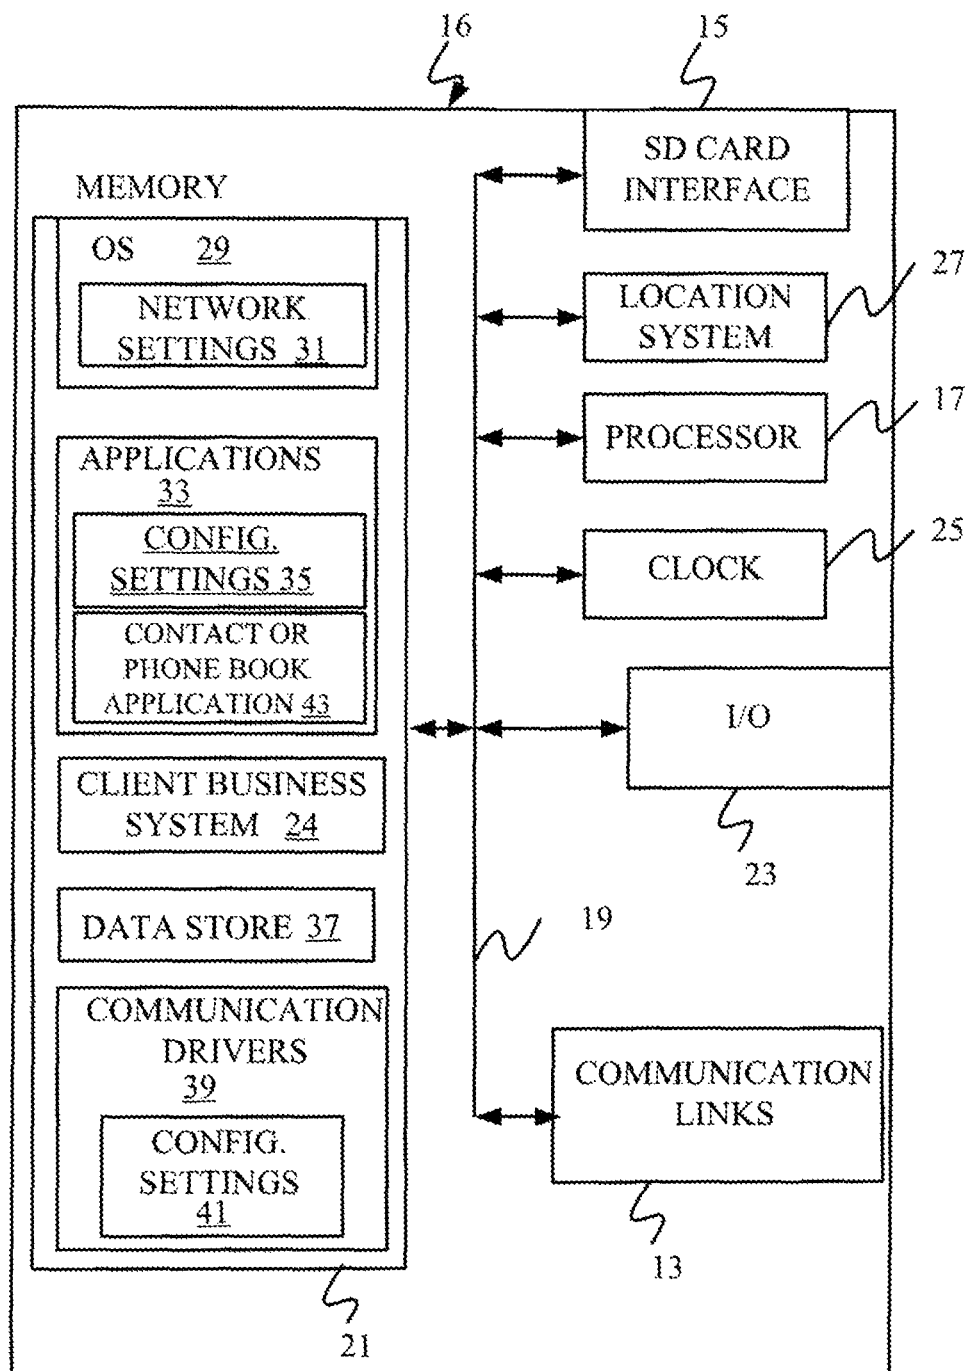 16
15
SD CARD
INTERFACE
MEMORY
OS 29
NETWORK
SETTINGS 31
27
LOCATION
SYSTEM
17
PROCESSOR
APPLICATIONS
33
CONFIG.
SETTINGS 35
25
CLOCK
CONTACT OR
PHONE BOOK
APPLICATION 43
I/O
23
CLIENT BUSINESS
SYSTEM 24
DATA STORE 37
19
COMMUNICATION
DRIVERS
39
CONFIG.
SETTINGS
41
COMMUNICATION
LINKS
13
21